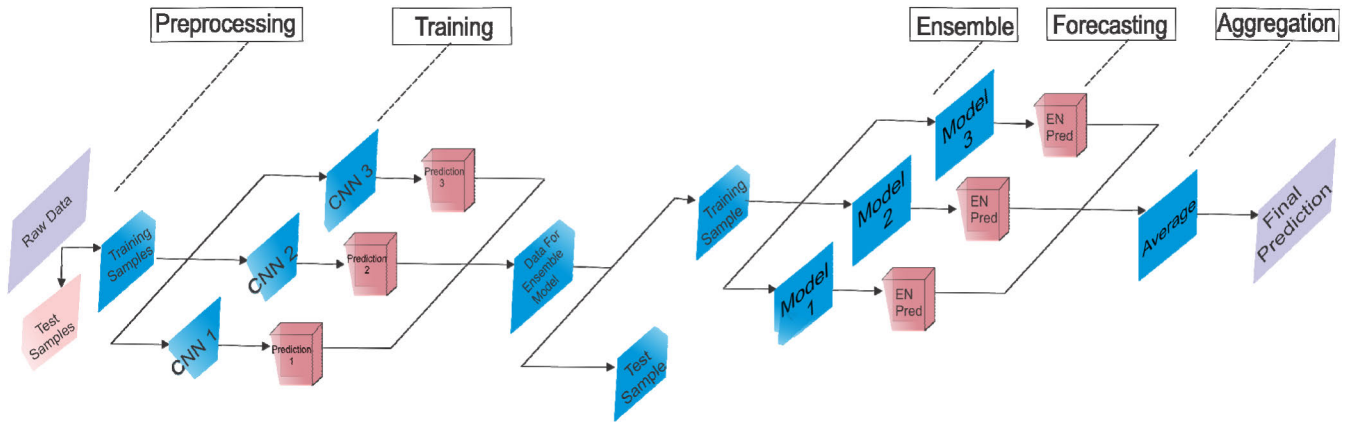 Preprocessing
Training
Ensemble
Forecasting
Aggregation
Raw Data
Test
Samples
Training
Samples
CNN 3
CNN 2
CNN 1
Prediction
3
Prediction
2
Prediction
1
Data For
Ensemble
Model
Training
Sample
Test
Sample
Model
3
Model
2
Model
1
EN
Pred
EN
Pred
EN
Pred
Average
Final
Prediction